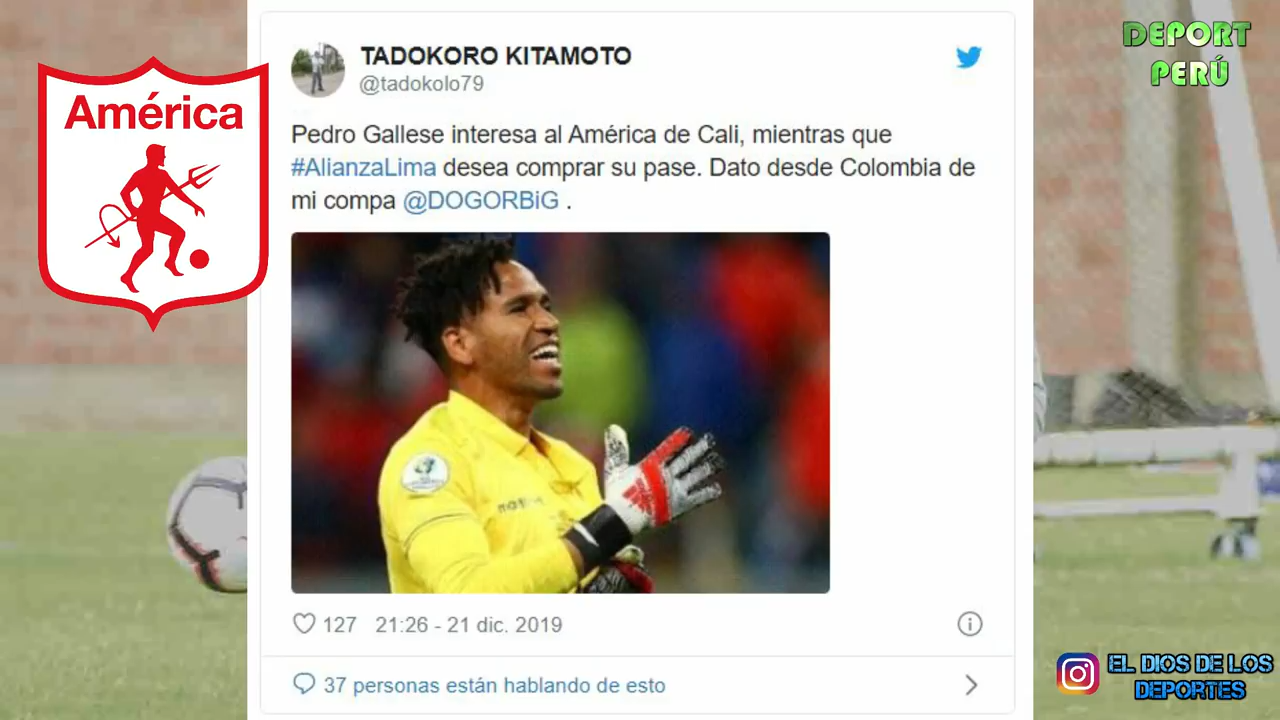 América
TADOKORO KITAMOTO
@tadokolo79
Pedro Gallese interesa al América de Cali, mientras que
#AlianzaLima desea comprar su pase. Dato desde Colombia de
mi compa @DOGORBiG .
127 21:26 - 21 dic. 2019
37 personas están hablando de esto
DEPORT
PERÚ
EL DIOS DE LOS
DEPORTES